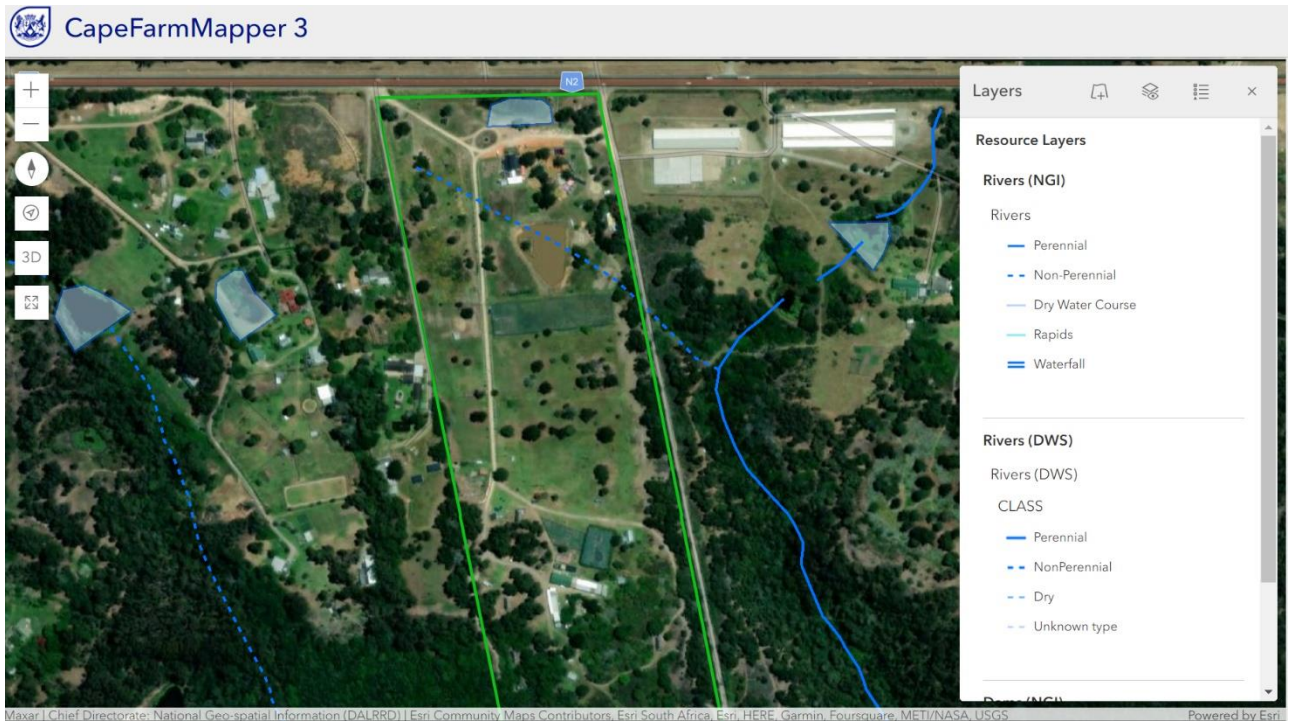 CapeFarmMapper 3
N2
3D
Layers
Resource Layers
Rivers (NGI)
Rivers
Perennial
Non-Perennial
Dry Water Course
Rapids
Waterfall
Rivers (DWS)
Rivers (DWS)
CLASS
Perennial
NonPerennial
Dry
Unknown type
Dams (NGI)
Maxar | Chief Directorate: National Geo-spatial Information (DALRRD) | Esri Community Maps Contributors, Esri South Africa, Esri, HERE, Garmin, Foursquare, METI/NASA, USGS
Powered by Esri